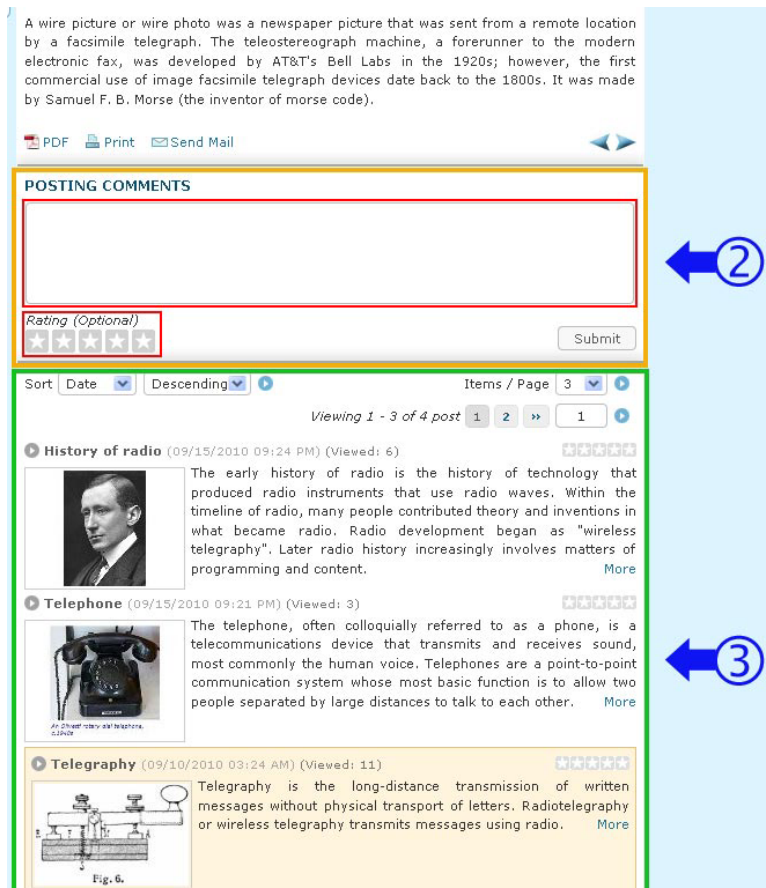 A wire picture or wire photo was a newspaper picture that was sent from a remote location
by a facsimile telegraph. The teleostereograph machine, a forerunner to the modern
electronic fax, was developed by AT&T's Bell Labs in the 1920s; however, the first
commercial use of image facsimile telegraph devices date back to the 1800s. It was made
by Samuel F. B. Morse (the inventor of morse code).
PDF Print Send Mail
POSTING COMMENTS
2
Rating (Optional)
Submit
Sort Date Descending Items / Page 3
Viewing 1 - 3 of 4 post 1 2 » 1
History of radio (09/15/2010 09:24 PM) (Viewed: 6)
The early history of radio is the history of technology that
produced radio instruments that use radio waves. Within the
timeline of radio, many people contributed theory and inventions in
what became radio. Radio development began as "wireless
telegraphy". Later radio history increasingly involves matters of
programming and content. More
Telephone (09/15/2010 09:21 PM) (Viewed: 3)
The telephone, often colloquially referred to as a phone, is a
telecommunications device that transmits and receives sound,
most commonly the human voice. Telephones are a point-to-point
communication system whose most basic function is to allow two
people separated by large distances to talk to each other. More
3
rotary dial telephone,
c.1940s
Telegraphy (09/10/2010 03:24 AM) (Viewed: 11)
Telegraphy is the long-distance transmission of written
messages without physical transport of letters. Radiotelegraphy
or wireless telegraphy transmits messages using radio. More
Fig. 6.